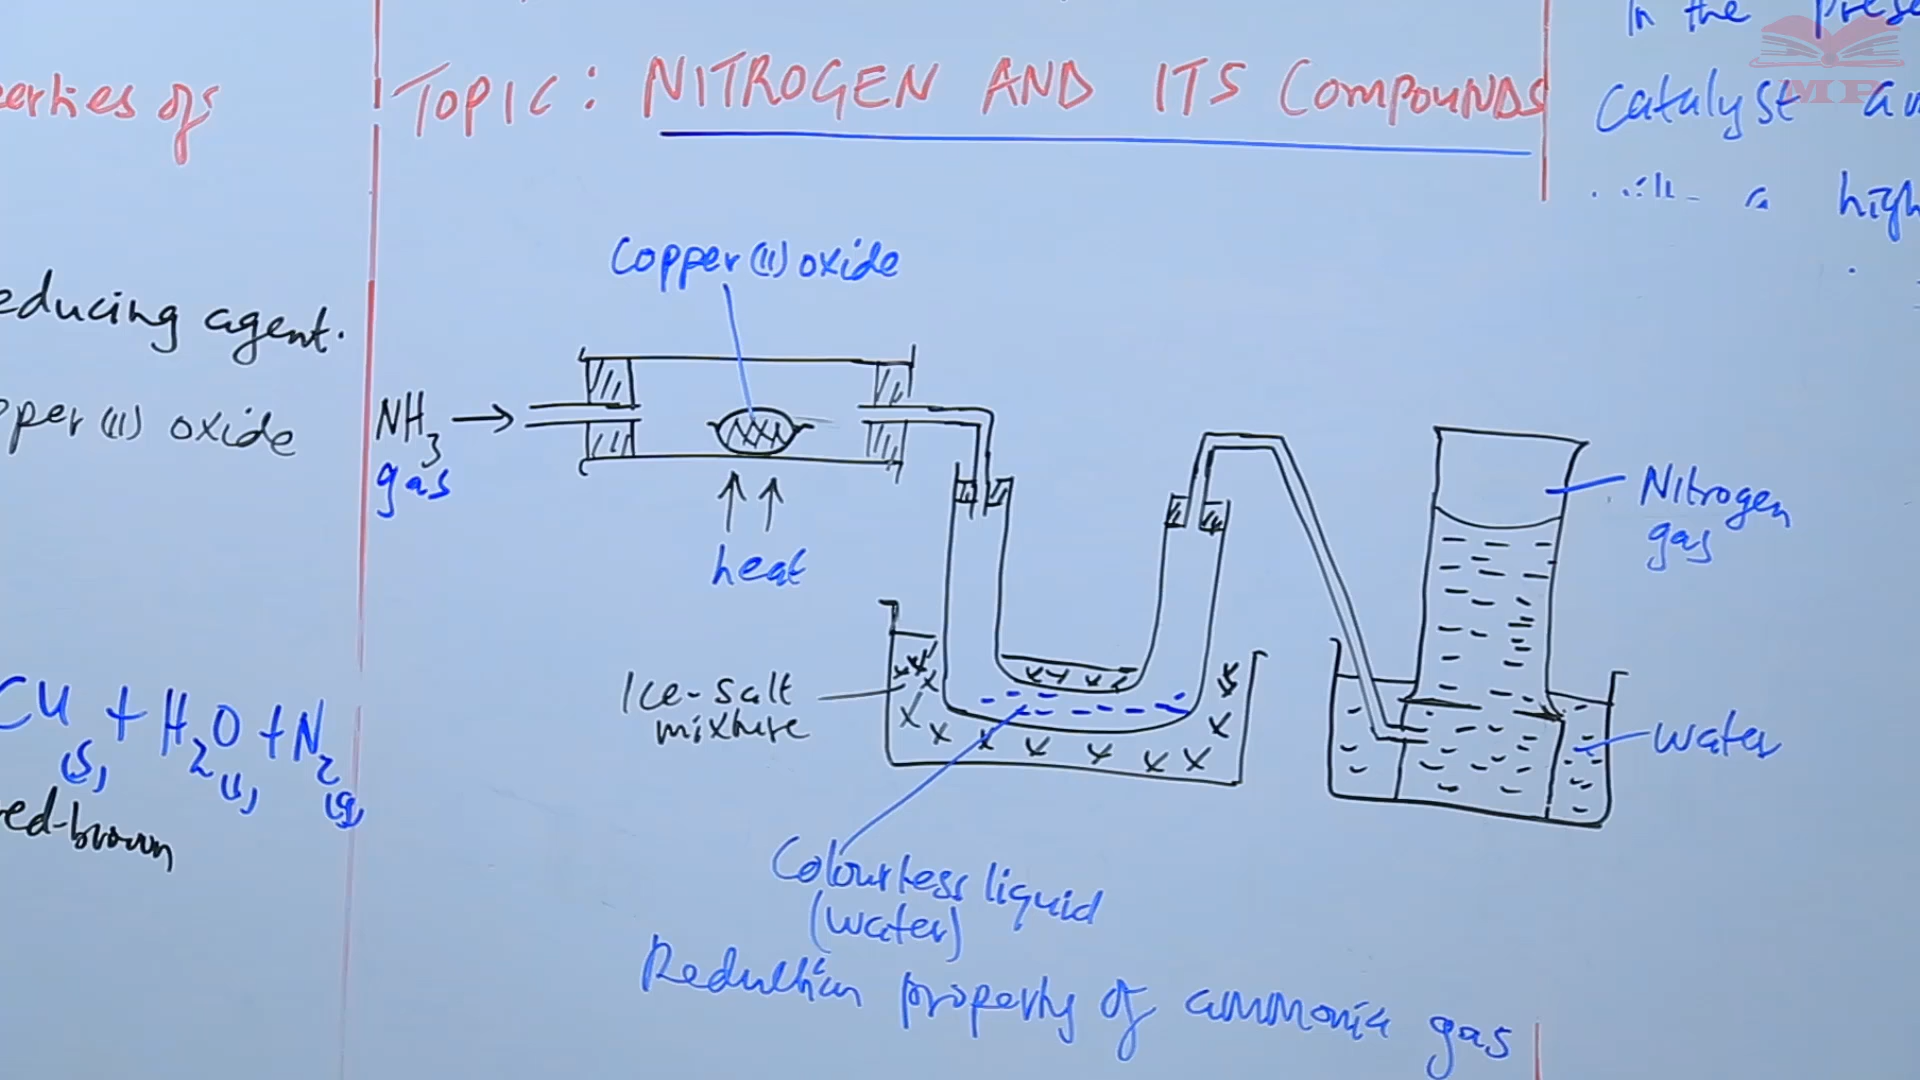 erties of
educing agent.
pper (II) oxide
Cu(s) + H2O(l) + N2(g)
red-brown
TOPIC: NITROGEN AND ITS COMPOUNDS
Copper (II) oxide
NH3
gas
heat
Ice-salt
mixture
Colourless liquid
(water)
Nitrogen
gas
water
Reduction property of ammonia gas
In the prese
catalyst
a high
MP